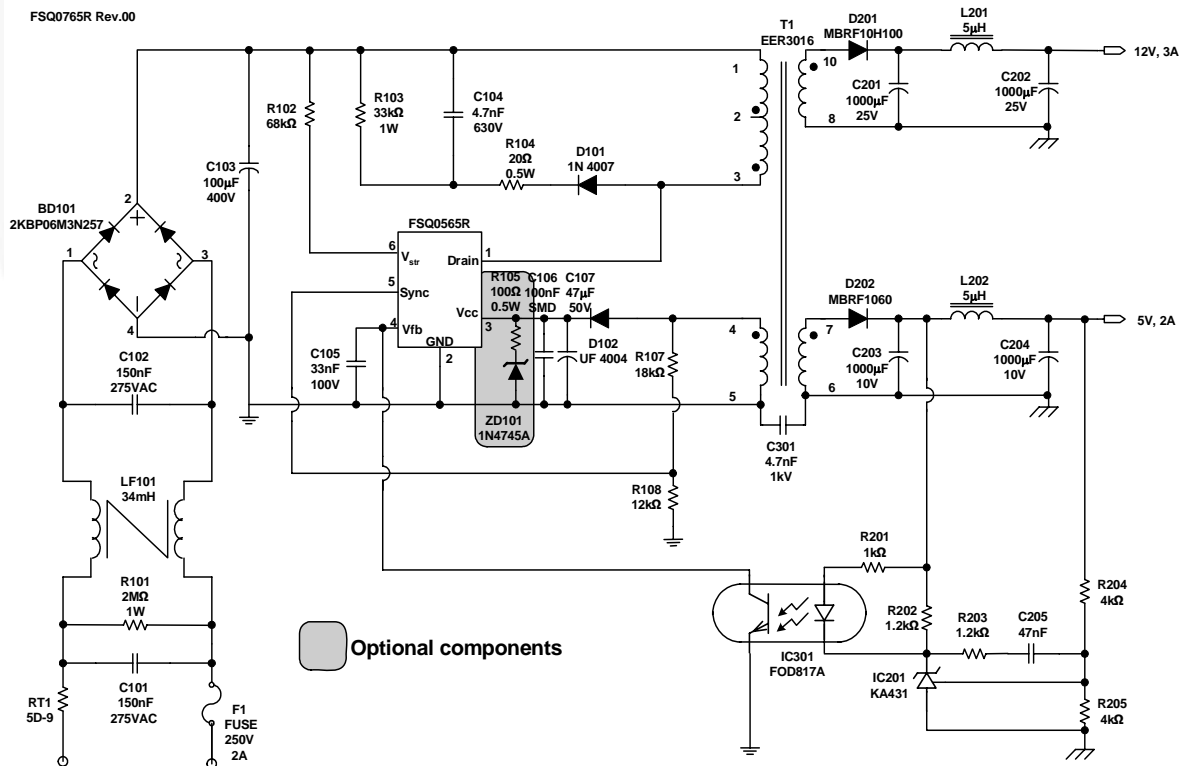 FSQ0765R Rev.00
T1
EER3016
D201
MBRF10H100
L201
5μH
12V, 3A
1
2
3
10
8
C201
1000μF
25V
C202
1000μF
25V
R102
68kΩ
R103
33kΩ
1W
C104
4.7nF
630V
R104
20Ω
0.5W
D101
1N 4007
C103
100μF
400V
BD101
2KBP06M3N257
2
1
3
4
+
-
FSQ0565R
6
Vstr
Drain
1
5
Sync
4
Vfb
Vcc
3
GND
2
R105
100Ω
0.5W
C106
100nF
SMD
C107
47μF
50V
D102
UF 4004
ZD101
1N4745A
C105
33nF
100V
R107
18kΩ
R108
12kΩ
4
5
7
6
D202
MBRF1060
L202
5μH
5V, 2A
C203
1000μF
10V
C204
1000μF
10V
C301
4.7nF
1kV
C102
150nF
275VAC
LF101
34mH
R101
2MΩ
1W
C101
150nF
275VAC
RT1
5D-9
F1
FUSE
250V
2A
Optional components
R201
1kΩ
R202
1.2kΩ
R203
1.2kΩ
C205
47nF
R204
4kΩ
R205
4kΩ
IC301
FOD817A
IC201
KA431